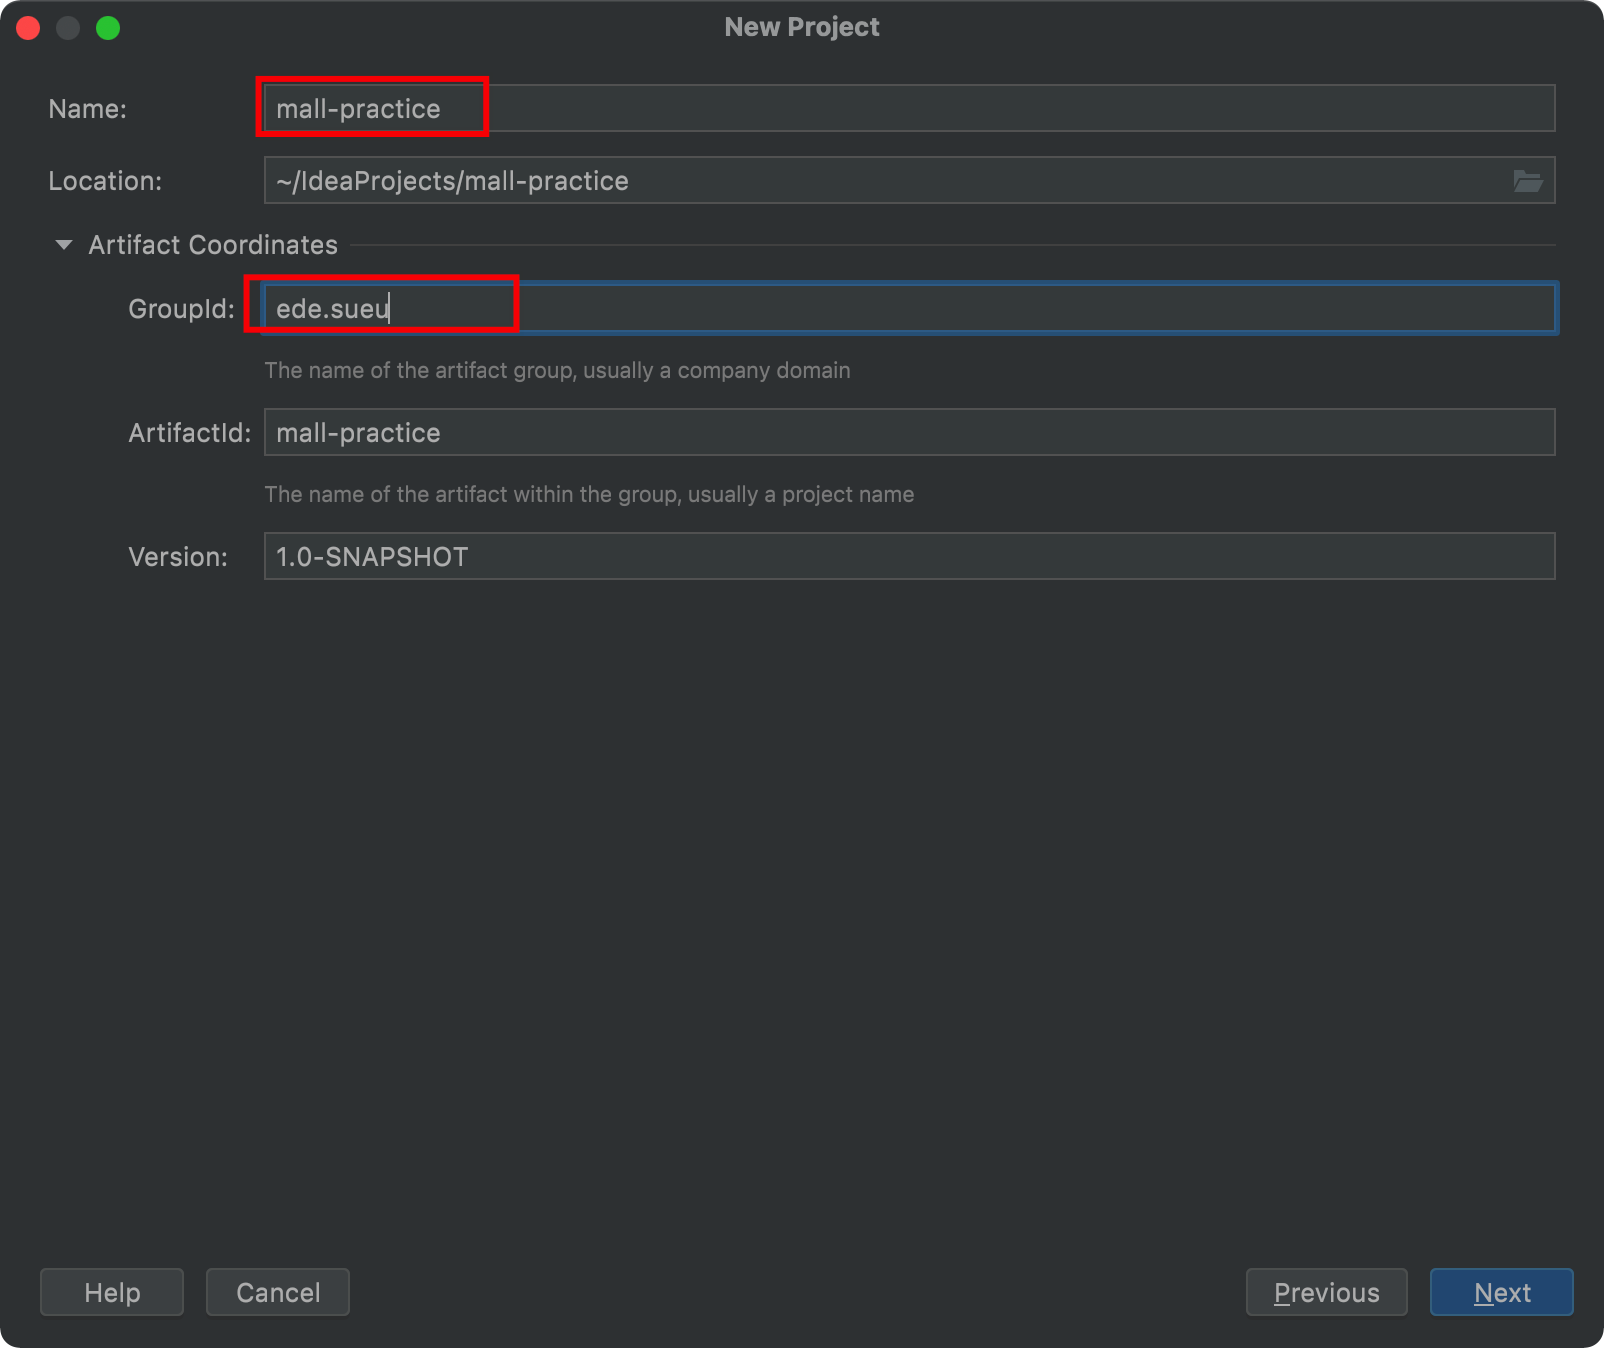 New Project
Name: mall-practice
Location: ~/IdeaProjects/mall-practice
Artifact Coordinates
GroupId: ede.sueu
The name of the artifact group, usually a company domain
ArtifactId: mall-practice
The name of the artifact within the group, usually a project name
Version: 1.0-SNAPSHOT
Help Cancel Previous Next